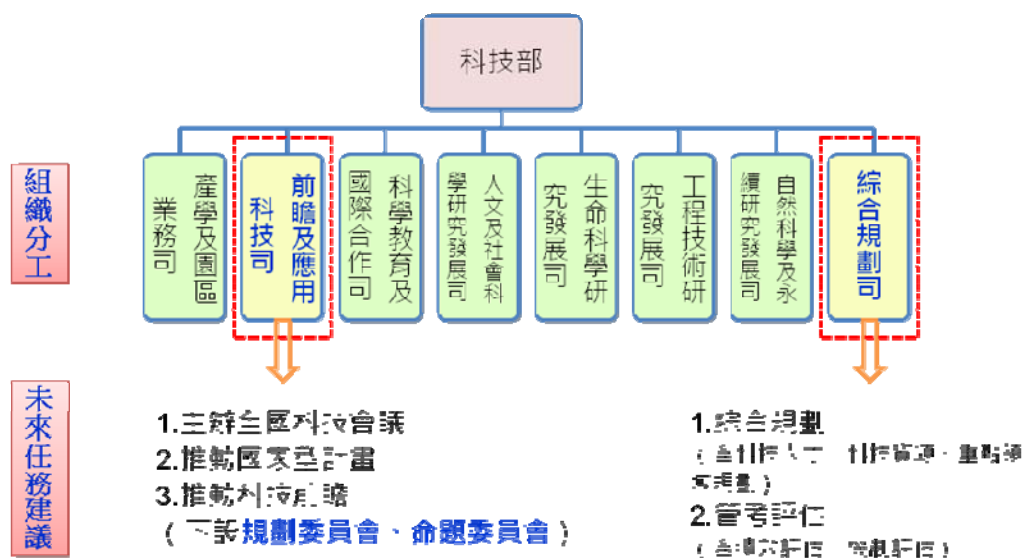 科技部
組織分工
產學及園區
業務司
前瞻及應用
科技司
科學教育及
國際合作司
人文及社會科
學研究發展司
生命科學研
究發展司
工程技術研
究發展司
自然科學及永
續研究發展司
綜合規劃司
未來任務建議
1.主辦全國科技會議
2.推動國家型計畫
3.推動科技前瞻
(下設規劃委員會、命題委員會)
1.綜合規劃
重點領
2.管考評估